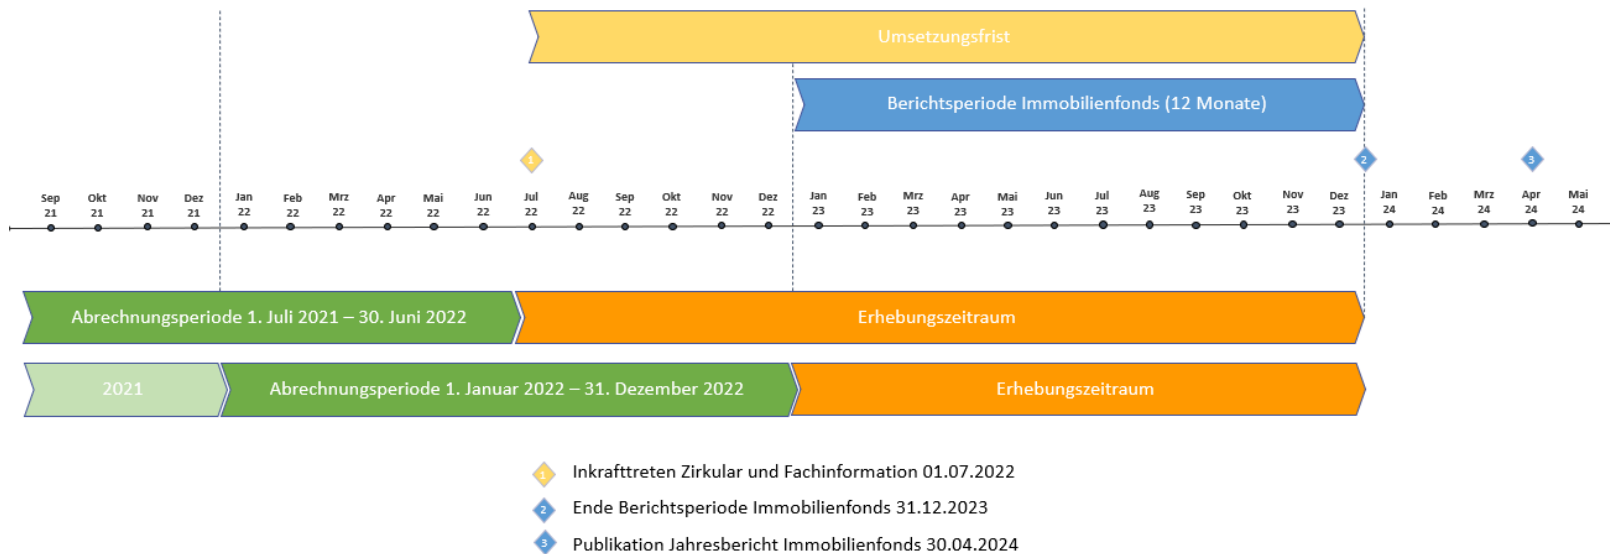 Umsetzungsfrist
Berichtsperiode Immobilienfonds (12 Monate)
1
2
3
Sep Okt Nov Dez Jan Feb Mrz Apr Mai Jun Jul Aug Sep Okt Nov Dez Jan Feb Mrz Apr Mai Jun Jul Aug Sep Okt Nov Dez Jan Feb Mrz Apr Mai
21 21 21 21 22 22 22 22 22 22 22 22 22 22 22 22 23 23 23 23 23 23 23 23 23 23 23 23 24 24 24 24 24
Abrechnungsperiode 1. Juli 2021 – 30. Juni 2022
Erhebungszeitraum
2021
Abrechnungsperiode 1. Januar 2022 – 31. Dezember 2022
Erhebungszeitraum
1 Inkrafttreten Zirkular und Fachinformation 01.07.2022
2 Ende Berichtsperiode Immobilienfonds 31.12.2023
3 Publikation Jahresbericht Immobilienfonds 30.04.2024